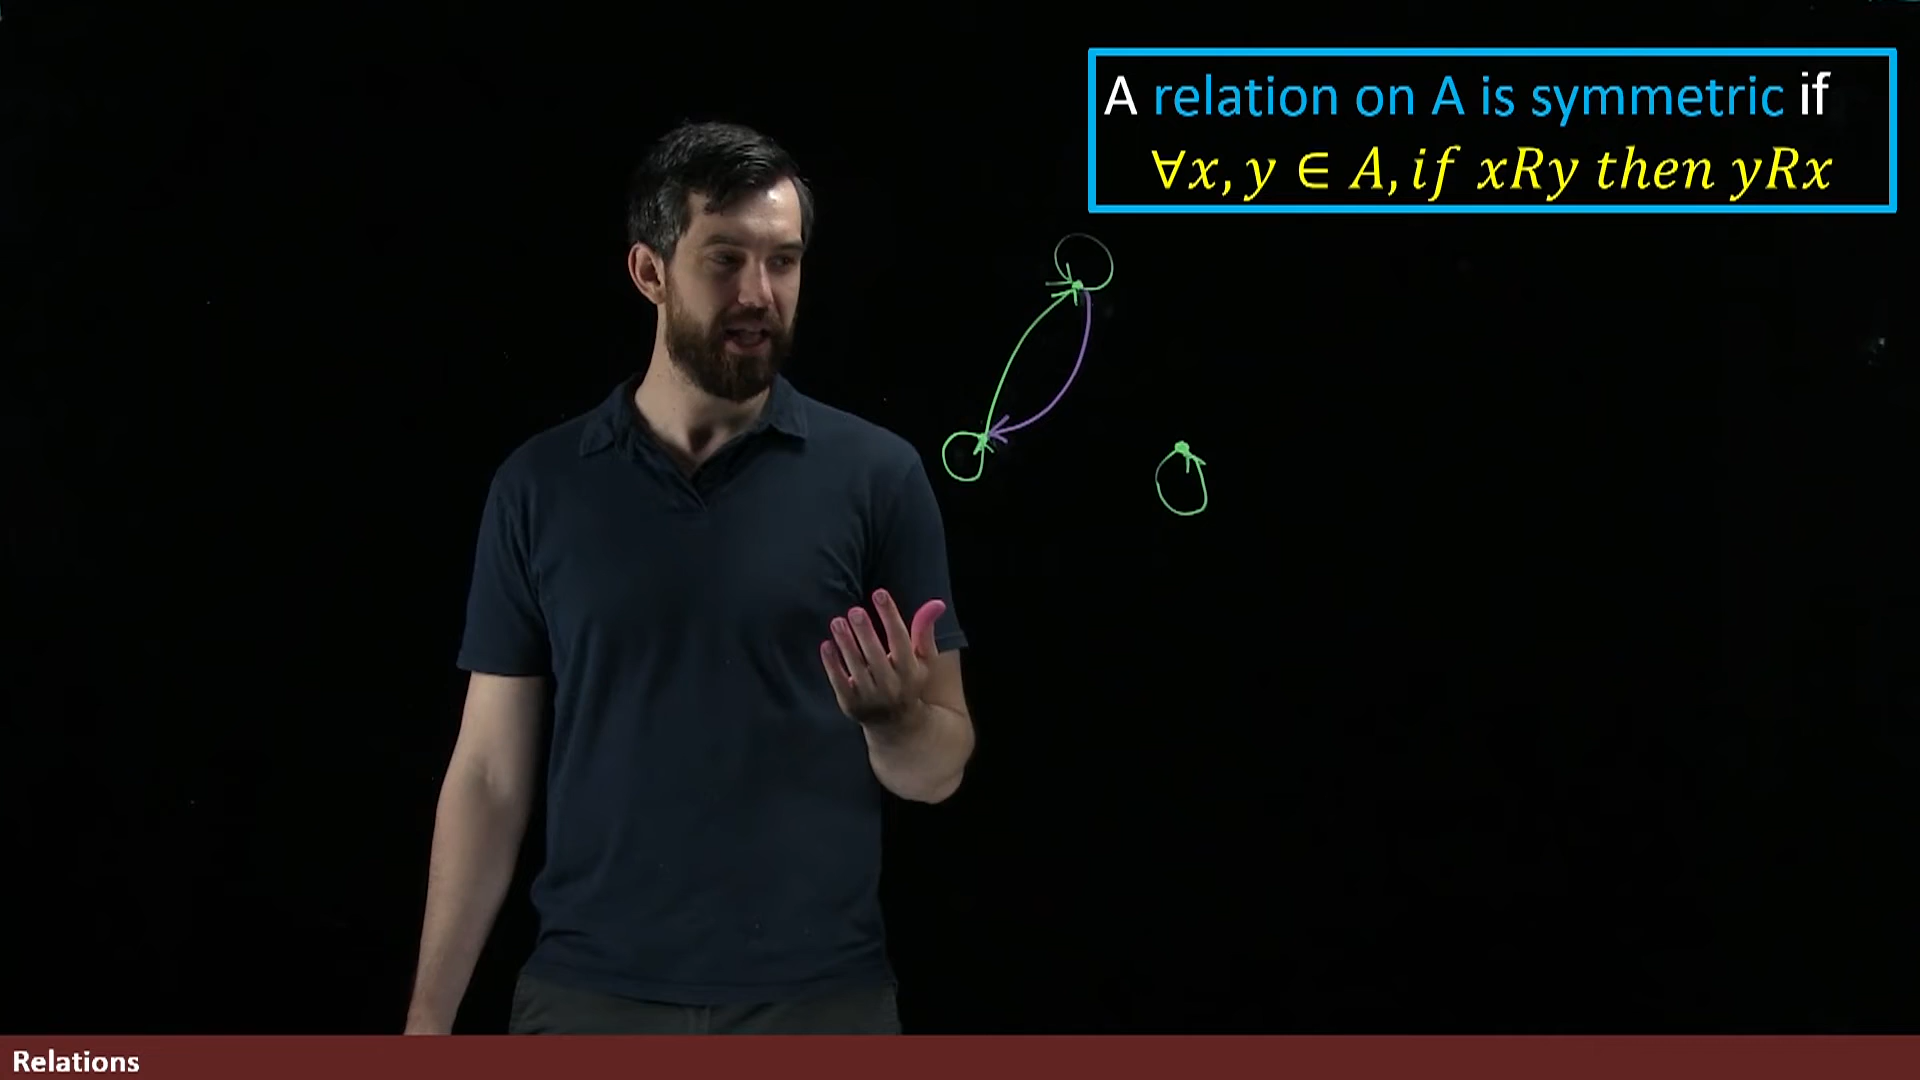 A relation on A is symmetric if
∀x, y ∈ A, if xRy then yRx
Relations